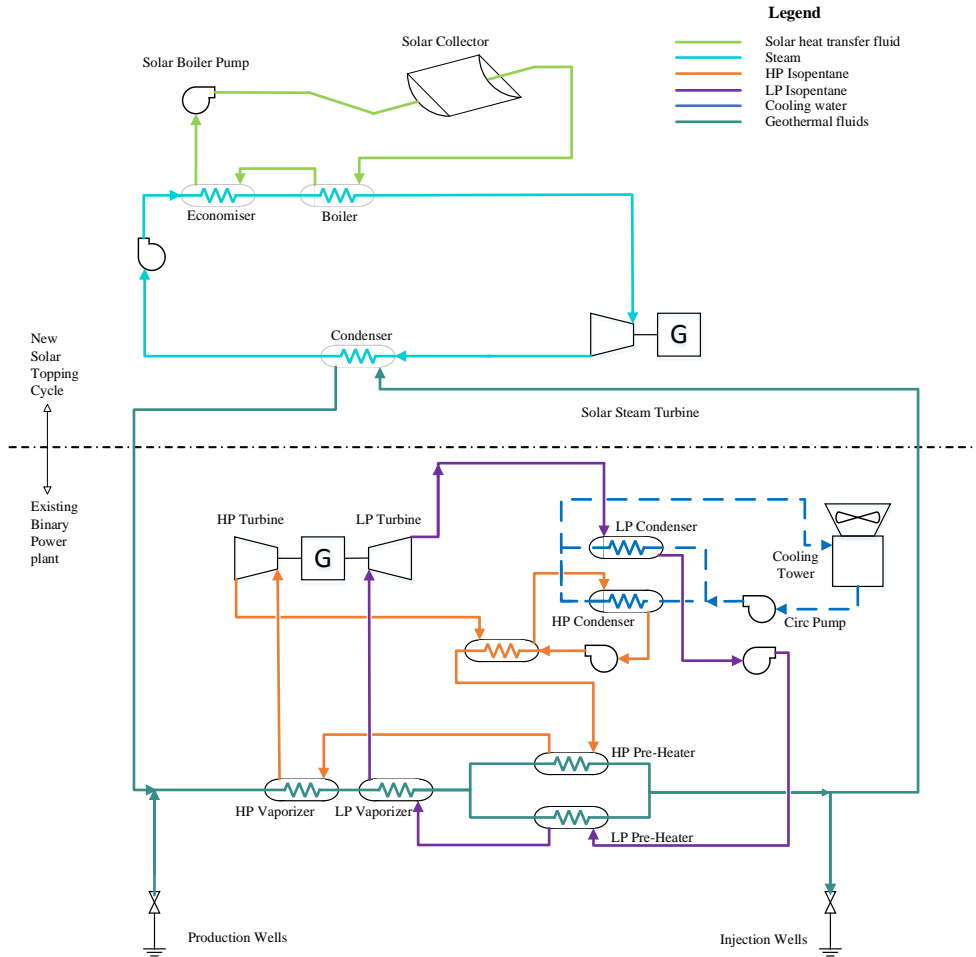 Legend
Solar heat transfer fluid
Steam
HP Isopentane
LP Isopentane
Cooling water
Geothermal fluids
Solar Collector
Solar Boiler Pump
Economiser
Boiler
G
Condenser
New
Solar
Topping
Cycle
Solar Steam Turbine
Existing
Binary
Power
plant
HP Turbine
LP Turbine
G
LP Condenser
Cooling
Tower
HP Condenser
Circ Pump
HP Pre-Heater
HP Vaporizer
LP Vaporizer
LP Pre-Heater
Production Wells
Injection Wells